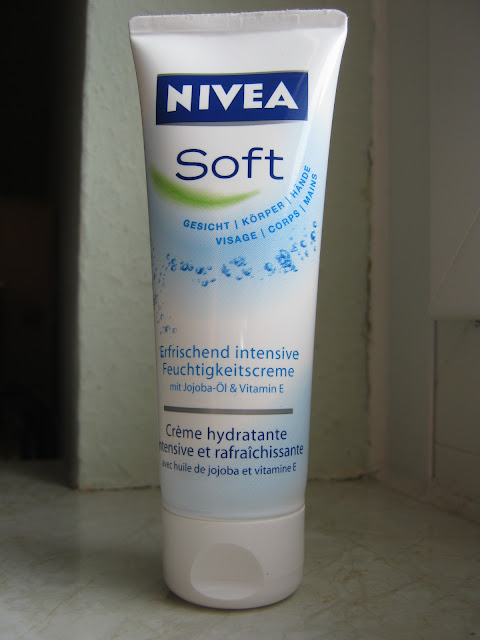 NIVEA
Soft
GESICHT | KÖRPER | HÄNDE
VISAGE | CORPS | MAINS
Erfrischend intensive
Feuchtigkeitscreme
mit Jojoba-Öl & Vitamin E
Crème hydratante
intensive et rafraîchissante
avec huile de jojoba et vitamine E